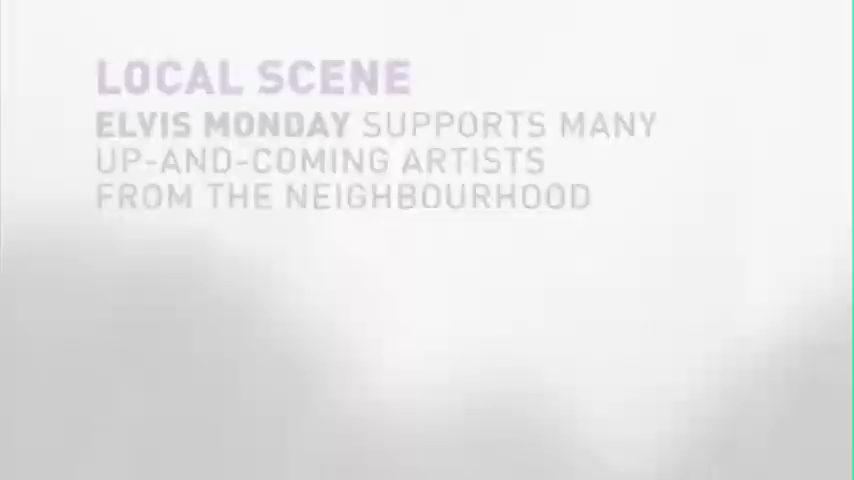 LOCAL SCENE
ELVIS MONDAY SUPPORTS MANY
UP-AND-COMING ARTISTS
FROM THE NEIGHBOURHOOD